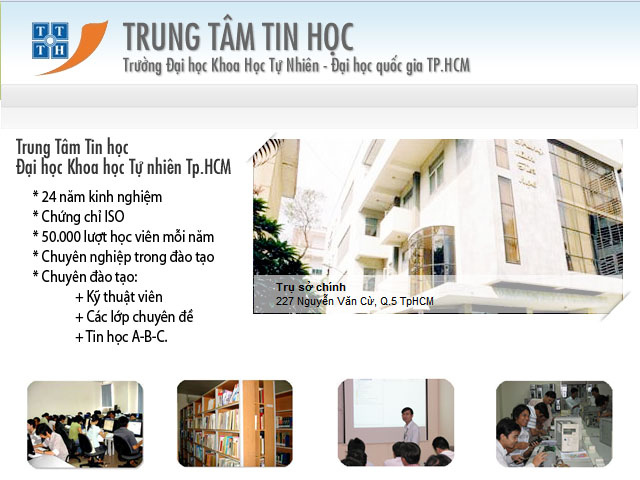 TT
TH
TRUNG TÂM TIN HỌC
Trường Đại học Khoa Học Tự Nhiên - Đại học quốc gia TP.HCM
Trung Tâm Tin học
Đại học Khoa học Tự nhiên Tp.HCM
* 24 năm kinh nghiệm
* Chứng chỉ ISO
* 50.000 lượt học viên mỗi năm
* Chuyên nghiệp trong đào tạo
* Chuyên đào tạo:
+ Kỹ thuật viên
+ Các lớp chuyên đề
+ Tin học A-B-C.
Trụ sở chính
227 Nguyễn Văn Cừ, Q.5 TpHCM